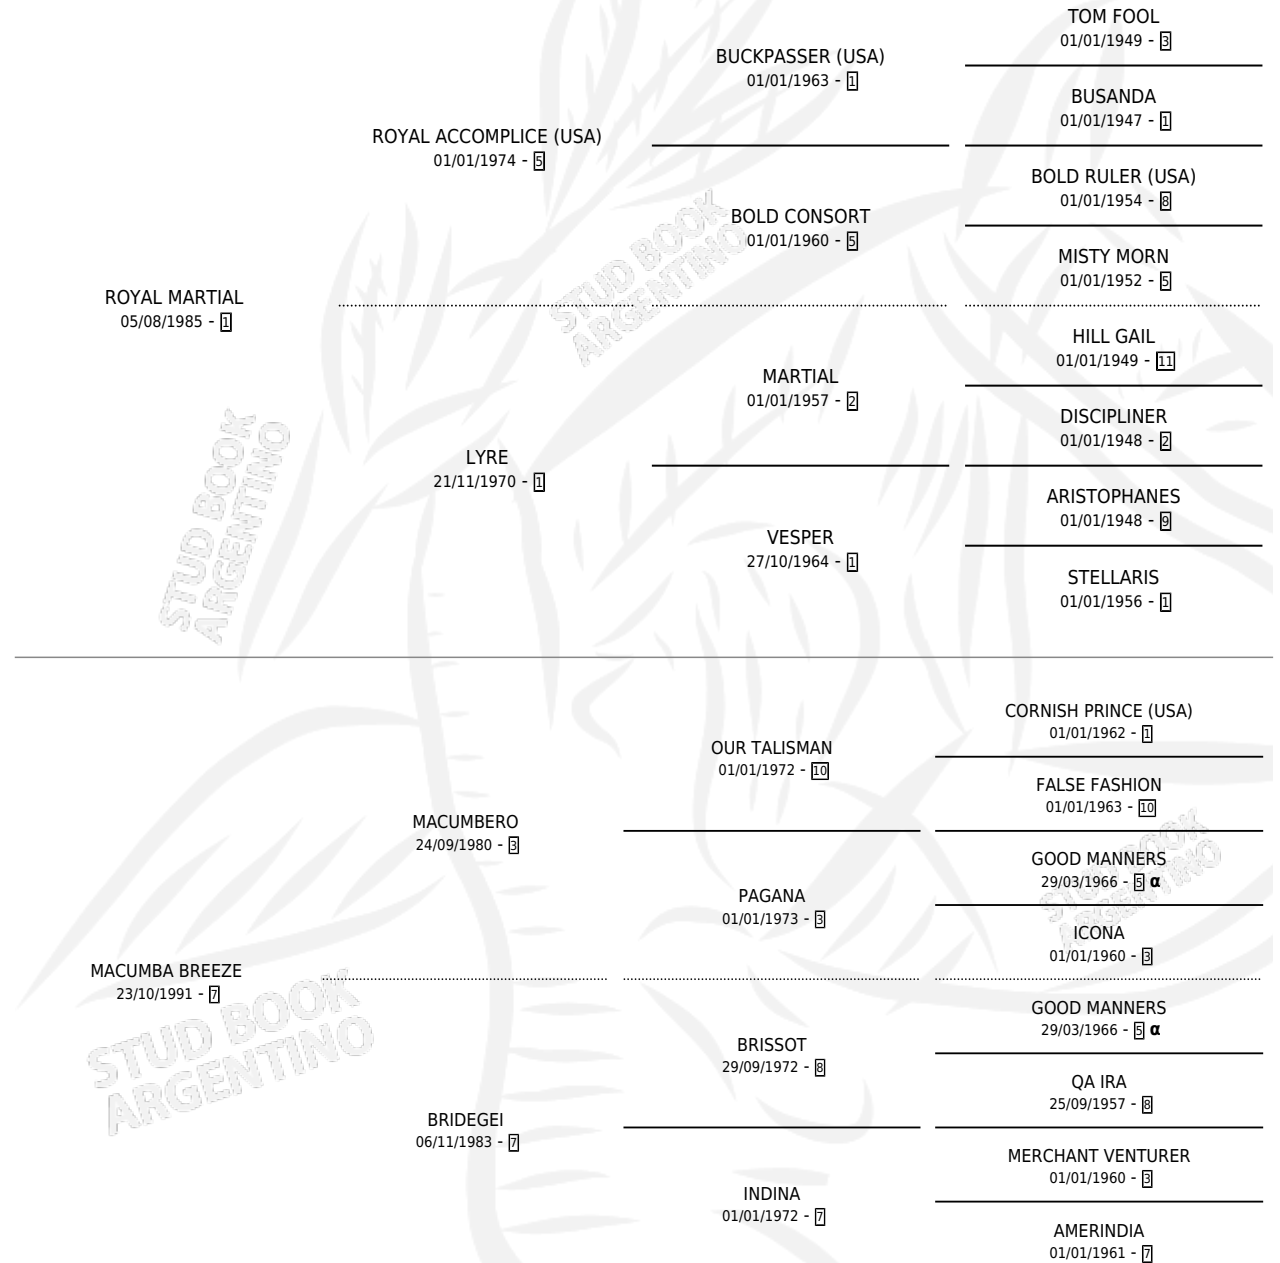 TOM FOOL
01/01/1949 - 3
BUCKPASSER (USA)
01/01/1963 - 1
BUSANDA
01/01/1947 - 1
ROYAL ACCOMPLICE (USA)
01/01/1974 - 5
BOLD RULER (USA)
01/01/1954 - 8
BOLD CONSORT
01/01/1960 - 5
MISTY MORN
01/01/1952 - 5
ROYAL MARTIAL
05/08/1985 - 1
HILL GAIL
01/01/1949 - 11
MARTIAL
01/01/1957 - 2
DISCIPLINER
01/01/1948 - 2
LYRE
21/11/1970 - 1
ARISTOPHANES
01/01/1948 - 9
VESPER
27/10/1964 - 1
STELLARIS
01/01/1956 - 1
CORNISH PRINCE (USA)
01/01/1962 - 1
OUR TALISMAN
01/01/1972 - 10
FALSE FASHION
01/01/1963 - 10
MACUMBERO
24/09/1980 - 3
GOOD MANNERS
29/03/1966 - 5 α
PAGANA
01/01/1973 - 3
ICONA
01/01/1960 - 3
MACUMBA BREEZE
23/10/1991 - 7
GOOD MANNERS
29/03/1966 - 5 α
BRISSOT
29/09/1972 - 8
QA IRA
25/09/1957 - 8
BRIDEGEI
06/11/1983 - 7
MERCHANT VENTURER
01/01/1960 - 3
INDINA
01/01/1972 - 7
AMERINDIA
01/01/1961 - 7
STUD BOOK
ARGENTINO
STUD BOOK
ARGENTINO
STUD BOOK
ARGENTINO
STUD BOOK
ARGENTINO